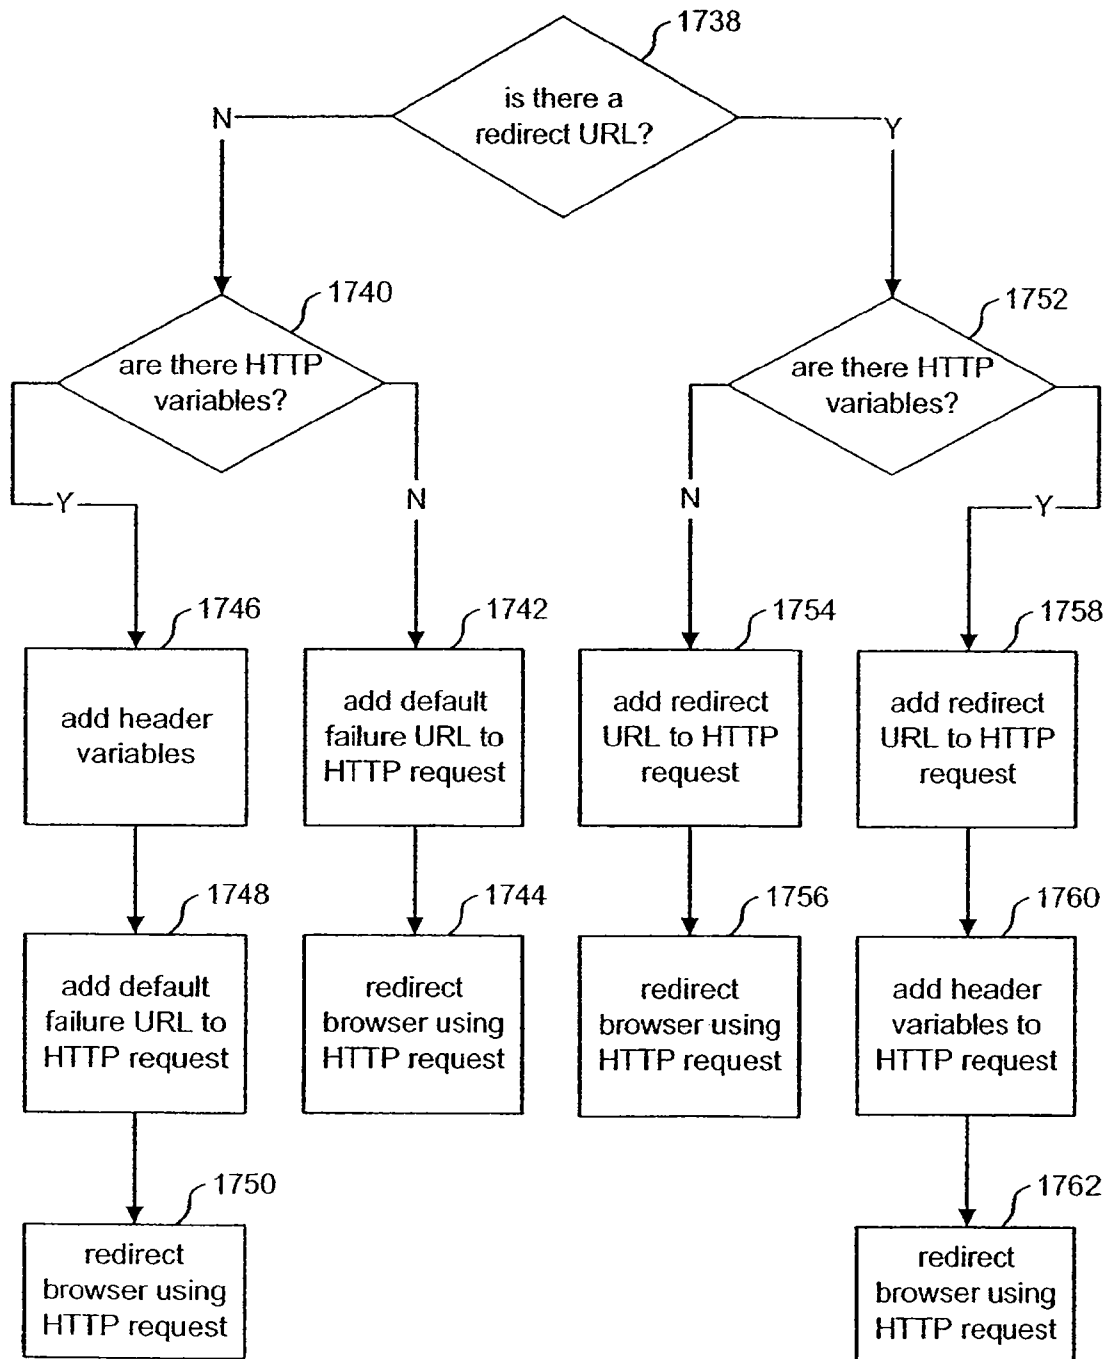 1738
is there a
redirect URL?
N
Y
1740
are there HTTP
variables?
1752
are there HTTP
variables?
Y
N
N
Y
1746
add header
variables
1742
add default
failure URL to
HTTP request
1754
add redirect
URL to HTTP
request
1758
add redirect
URL to HTTP
request
1748
add default
failure URL to
HTTP request
1744
redirect
browser using
HTTP request
1756
redirect
browser using
HTTP request
1760
add header
variables to
HTTP request
1750
redirect
browser using
HTTP request
1762
redirect
browser using
HTTP request